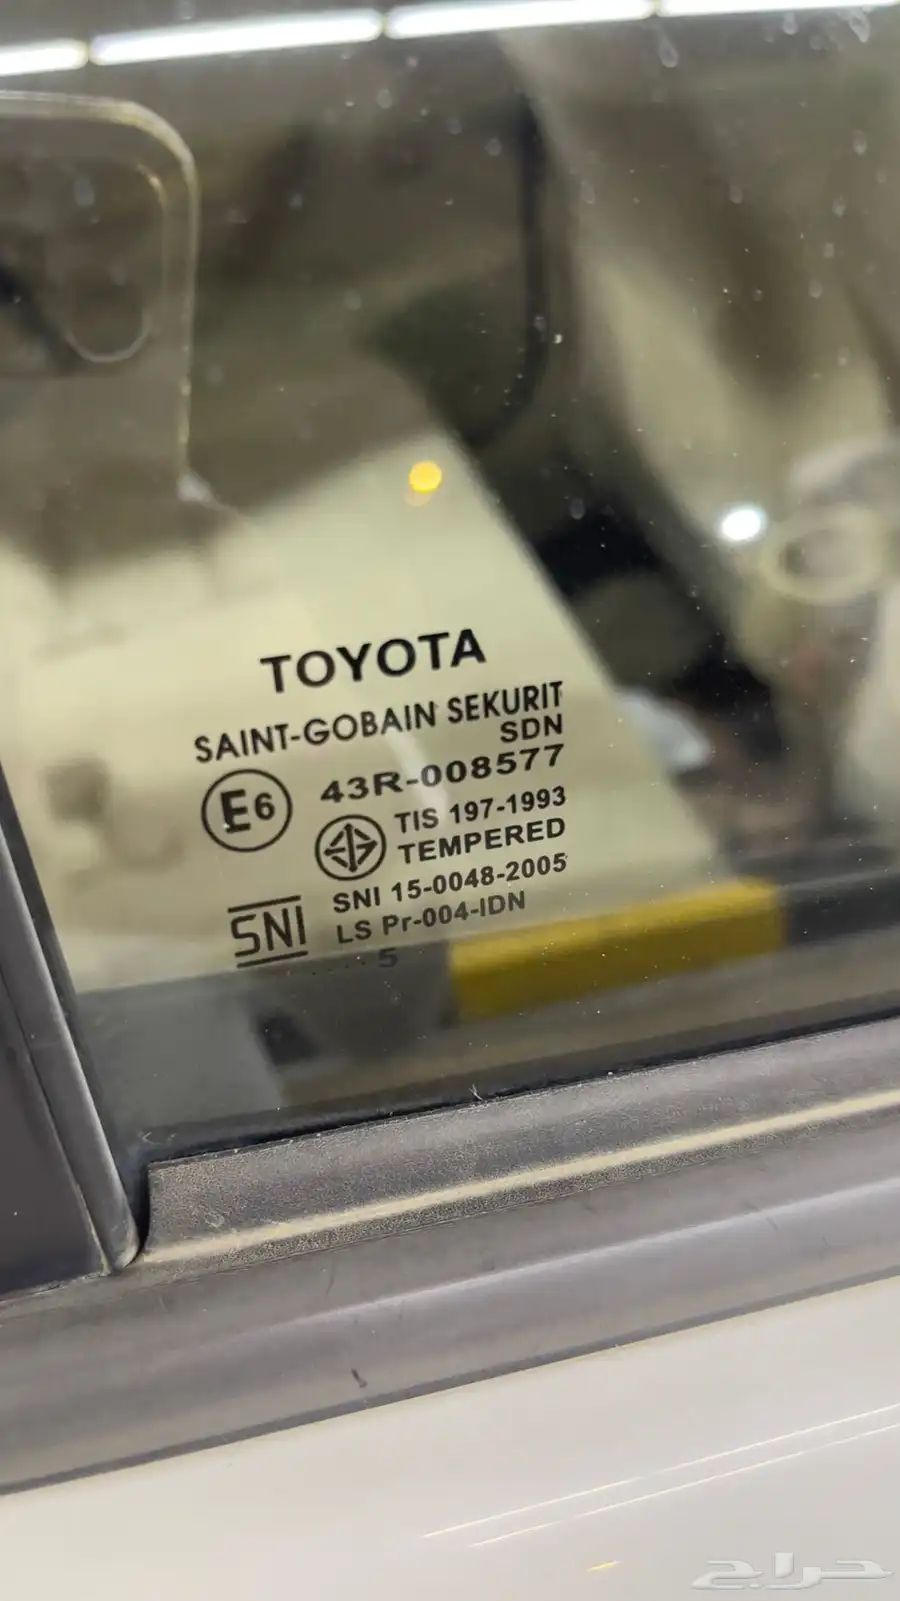 TOYOTA
SAINT-GOBAIN SEKURIT
SDN
E6 43R-008577
TIS 197-1993
TEMPERED
SNI SNI 15-0048-2005
LS Pr-004-IDN
.... 5
حراج